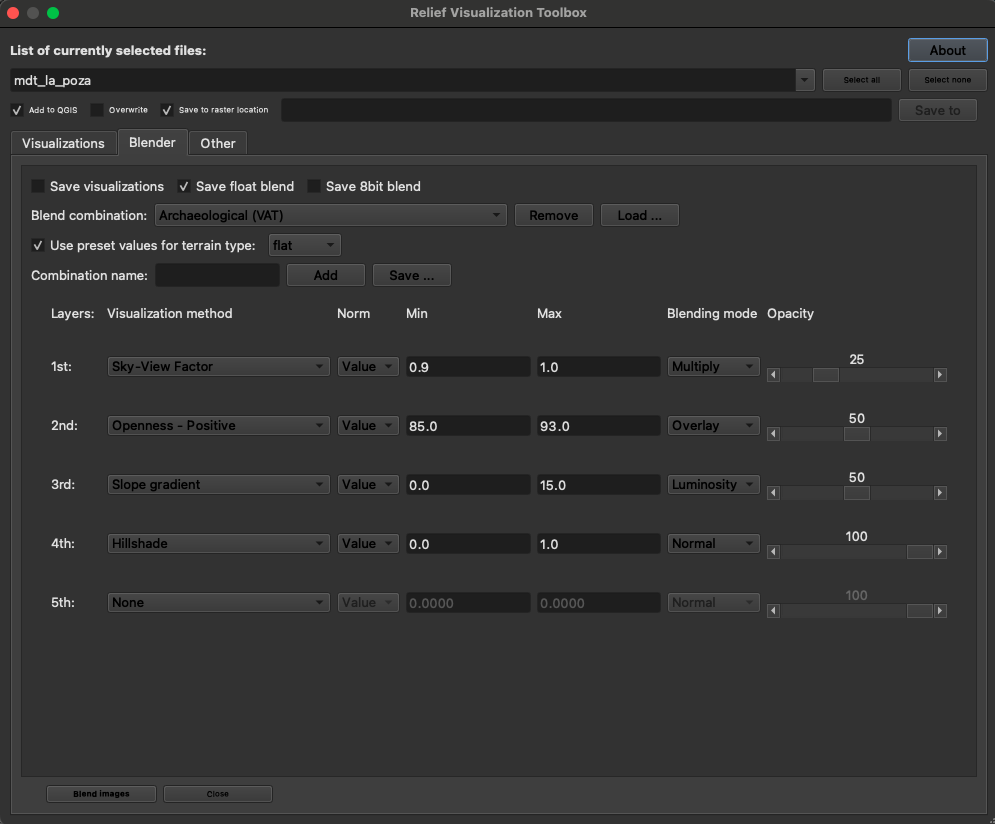 Relief Visualization Toolbox
List of currently selected files:
About
mdt_la_poza
Select all
Select none
Add to QGIS
Overwrite
Save to raster location
Save to
Visualizations
Blender
Other
Save visualizations
Save float blend
Save 8bit blend
Blend combination:
Archaeological (VAT)
Remove
Load ...
Use preset values for terrain type:
flat
Combination name:
Add
Save ...
Layers: Visualization method Norm Min Max Blending mode Opacity
1st: Sky-View Factor Value 0.9 1.0 Multiply 25
2nd: Openness - Positive Value 85.0 93.0 Overlay 50
3rd: Slope gradient Value 0.0 15.0 Luminosity 50
4th: Hillshade Value 0.0 1.0 Normal 100
5th: None Value 0.0000 0.0000 Normal 100
Blend images
Close